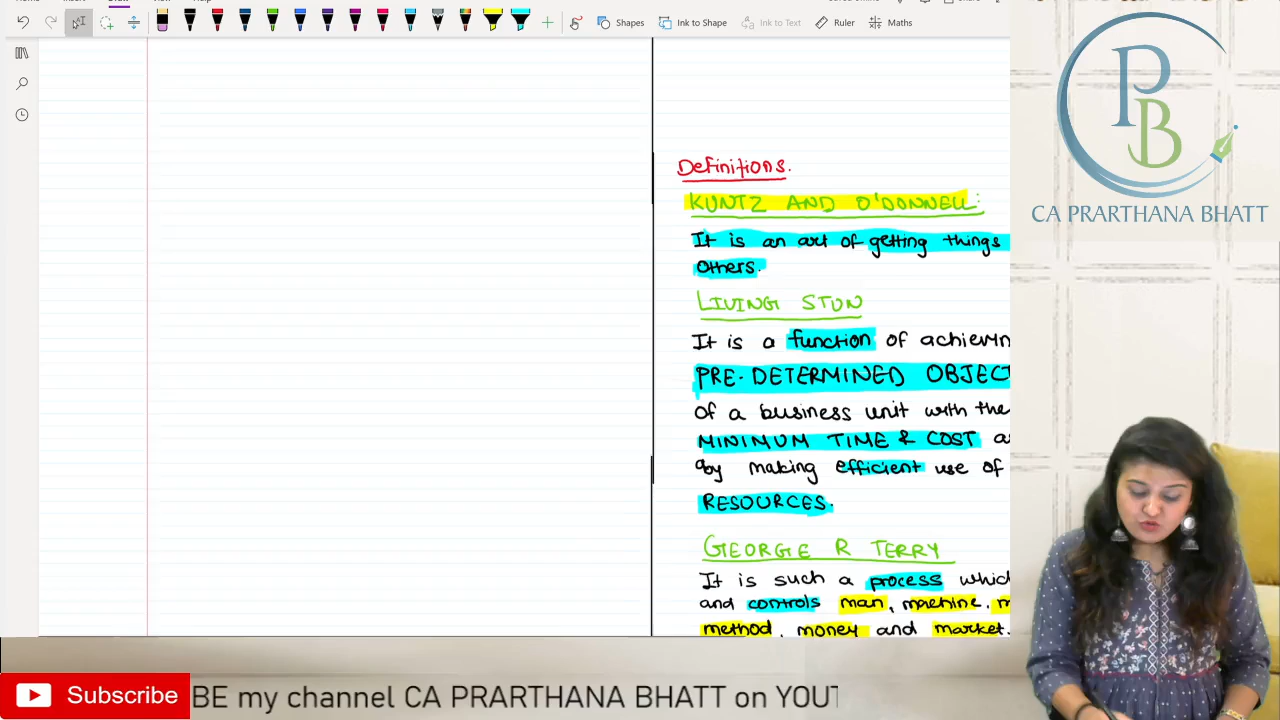 Shapes
Ink to Shape
Ink to Text
Ruler
Maths
Definitions.
KUNTZ AND O'DONNELL:
It is an art of getting things
others.
LIVING STUN
It is a function of achievin
PRE-DETERMINED OBJEC
of a business unit with the
MINIMUM TIME & COST a
by making efficient use of
RESOURCES.
GEORGE R TERRY
It is such a process whic
and controls man, machine, m
method, money and market.
PB
CA PRARTHANA BHATT
Subscribe
BE my channel CA PRARTHANA BHATT on YOUT